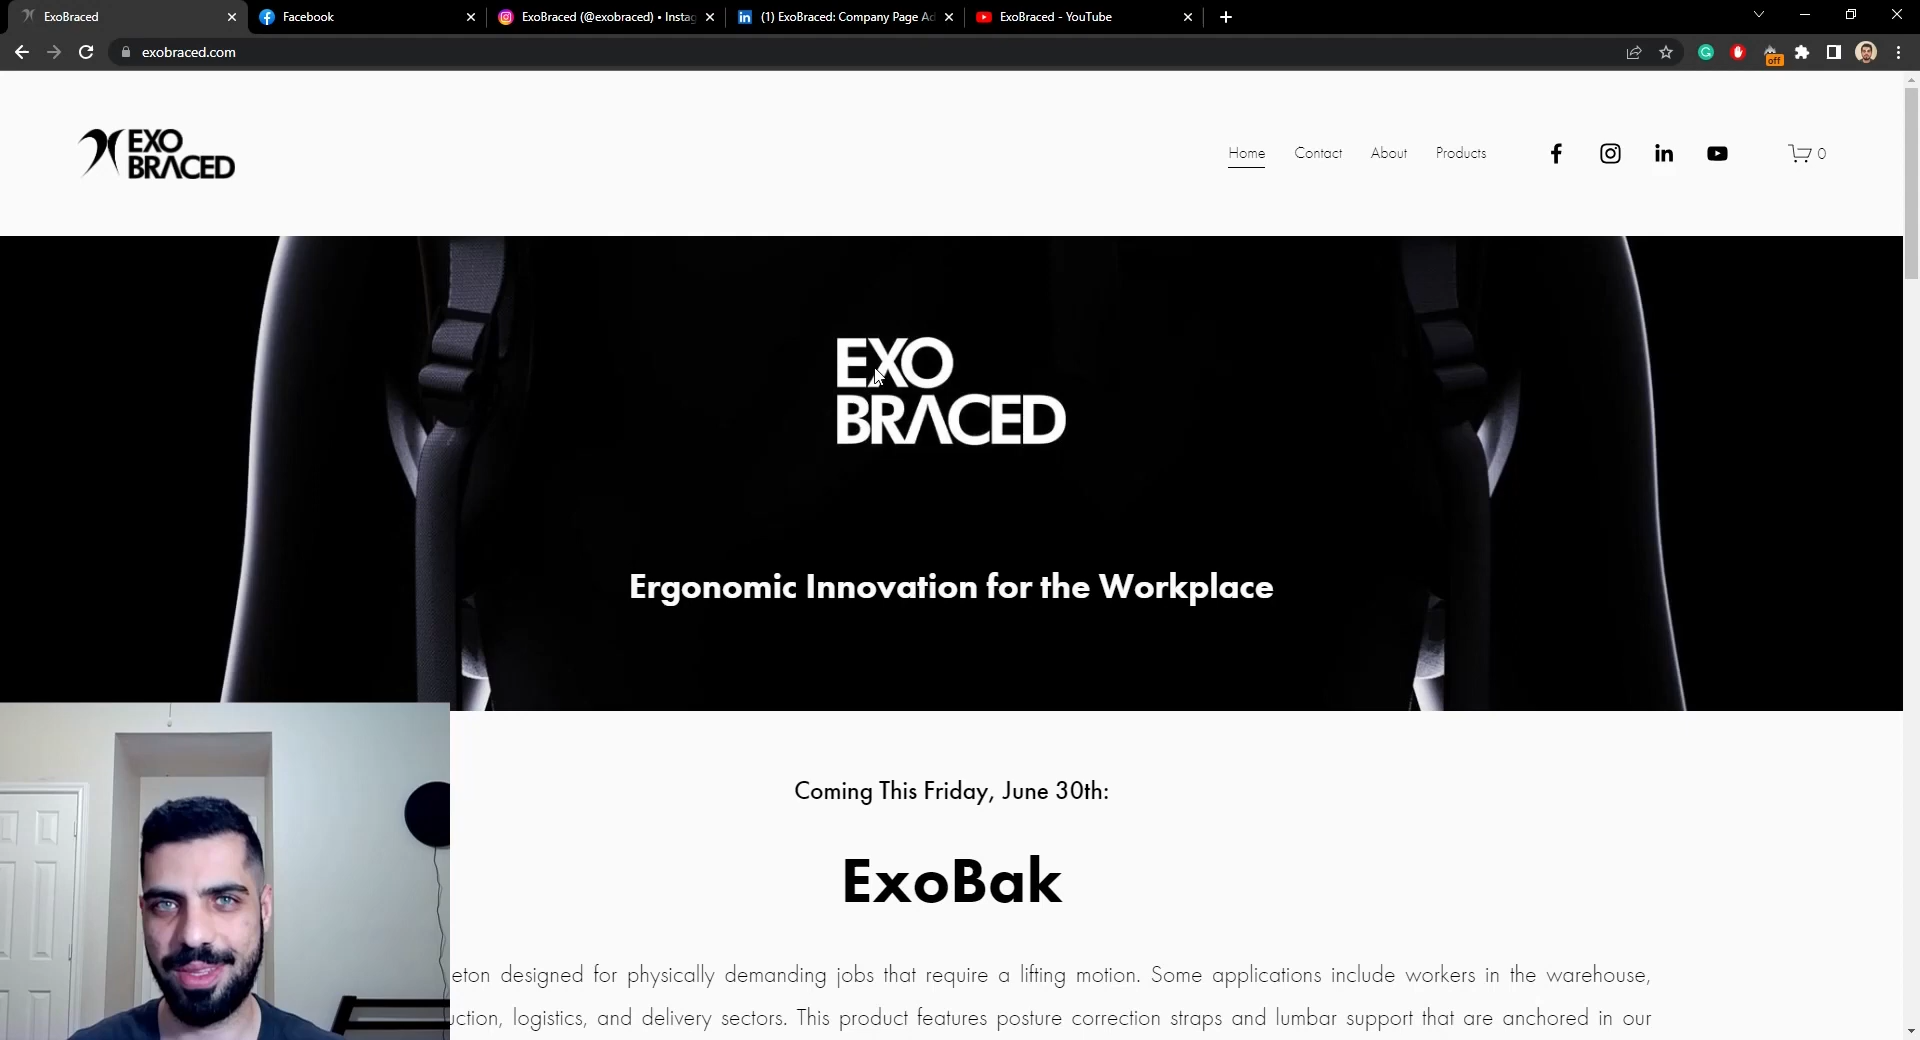 ExoBraced
Facebook
ExoBraced (@exobraced) • Instag
(1) ExoBraced: Company Page Ad
ExoBraced - YouTube
exobraced.com
off
EXO
BRACED
Home
Contact
About
Products
0
EXO
BRACED
Ergonomic Innovation for the Workplace
Coming This Friday, June 30th:
ExoBak
eton designed for physically demanding jobs that require a lifting motion. Some applications include workers in the warehouse,
uction, logistics, and delivery sectors. This product features posture correction straps and lumbar support that are anchored in our